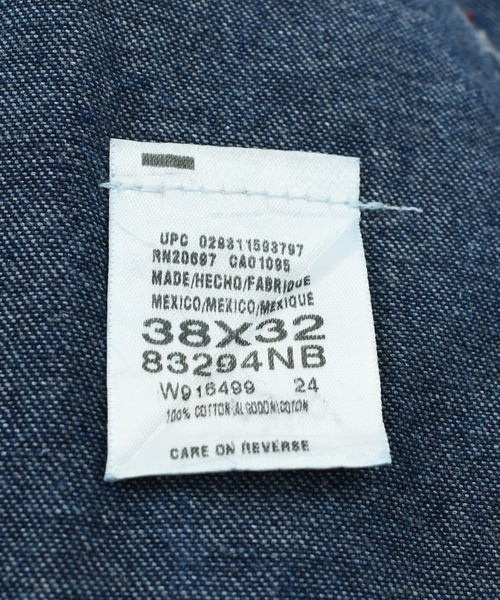 UPC 029311593797
RN20697 CA01095
MADE/HECHO/FABRIQUE
MEXICO/MEXICO/MEXIQUE
38X32
83294NB
W916499 24
100% COTTON/ALGODON/COTON
CARE ON REVERSE